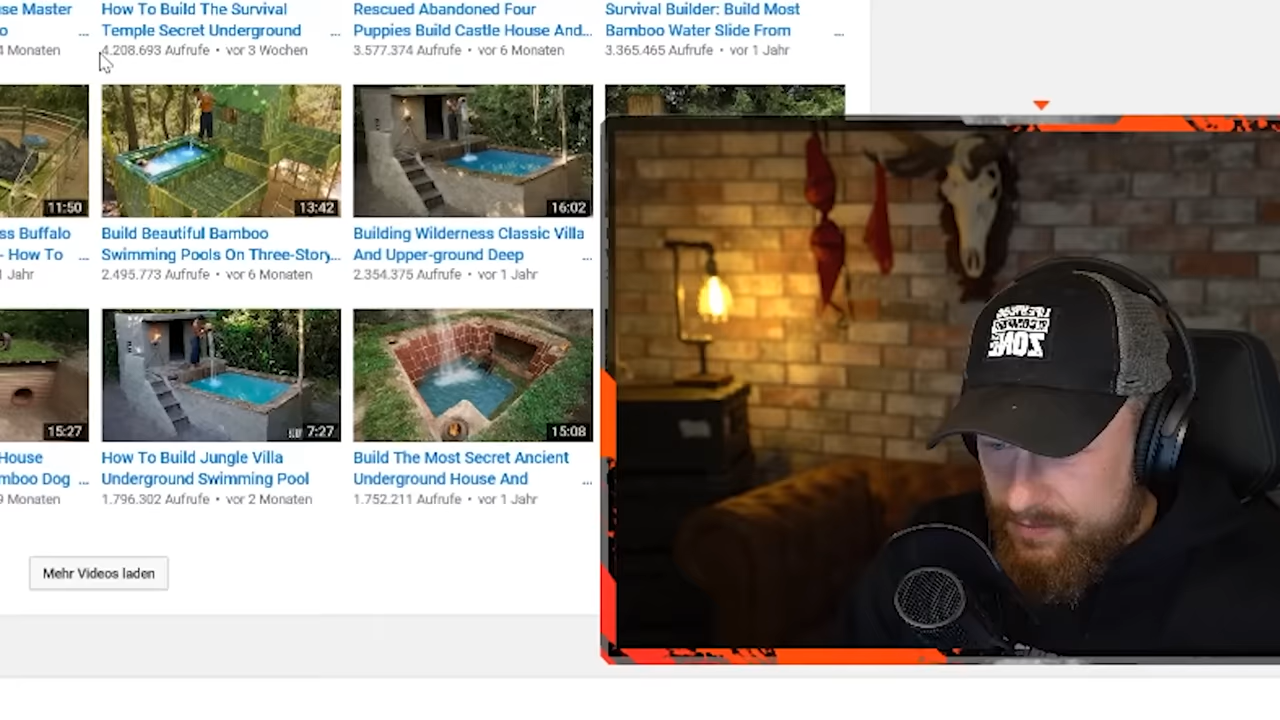 se Master
How To Build The Survival
Temple Secret Underground
...
4 Monaten
4.208.693 Aufrufe • vor 3 Wochen
Rescued Abandoned Four
Puppies Build Castle House And...
3.577.374 Aufrufe • vor 6 Monaten
Survival Builder: Build Most
Bamboo Water Slide From
...
3.365.465 Aufrufe • vor 1 Jahr
11:50
13:42
16:02
ss Buffalo
- How To
...
1 Jahr
Build Beautiful Bamboo
Swimming Pools On Three-Story...
2.495.773 Aufrufe • vor 6 Monaten
Building Wilderness Classic Villa
And Upper-ground Deep
...
2.354.375 Aufrufe • vor 1 Jahr
15:27
7:27
15:08
House
mboo Dog
...
9 Monaten
How To Build Jungle Villa
Underground Swimming Pool
1.796.302 Aufrufe • vor 2 Monaten
Build The Most Secret Ancient
Underground House And
...
1.752.211 Aufrufe • vor 1 Jahr
Mehr Videos laden
ZONE